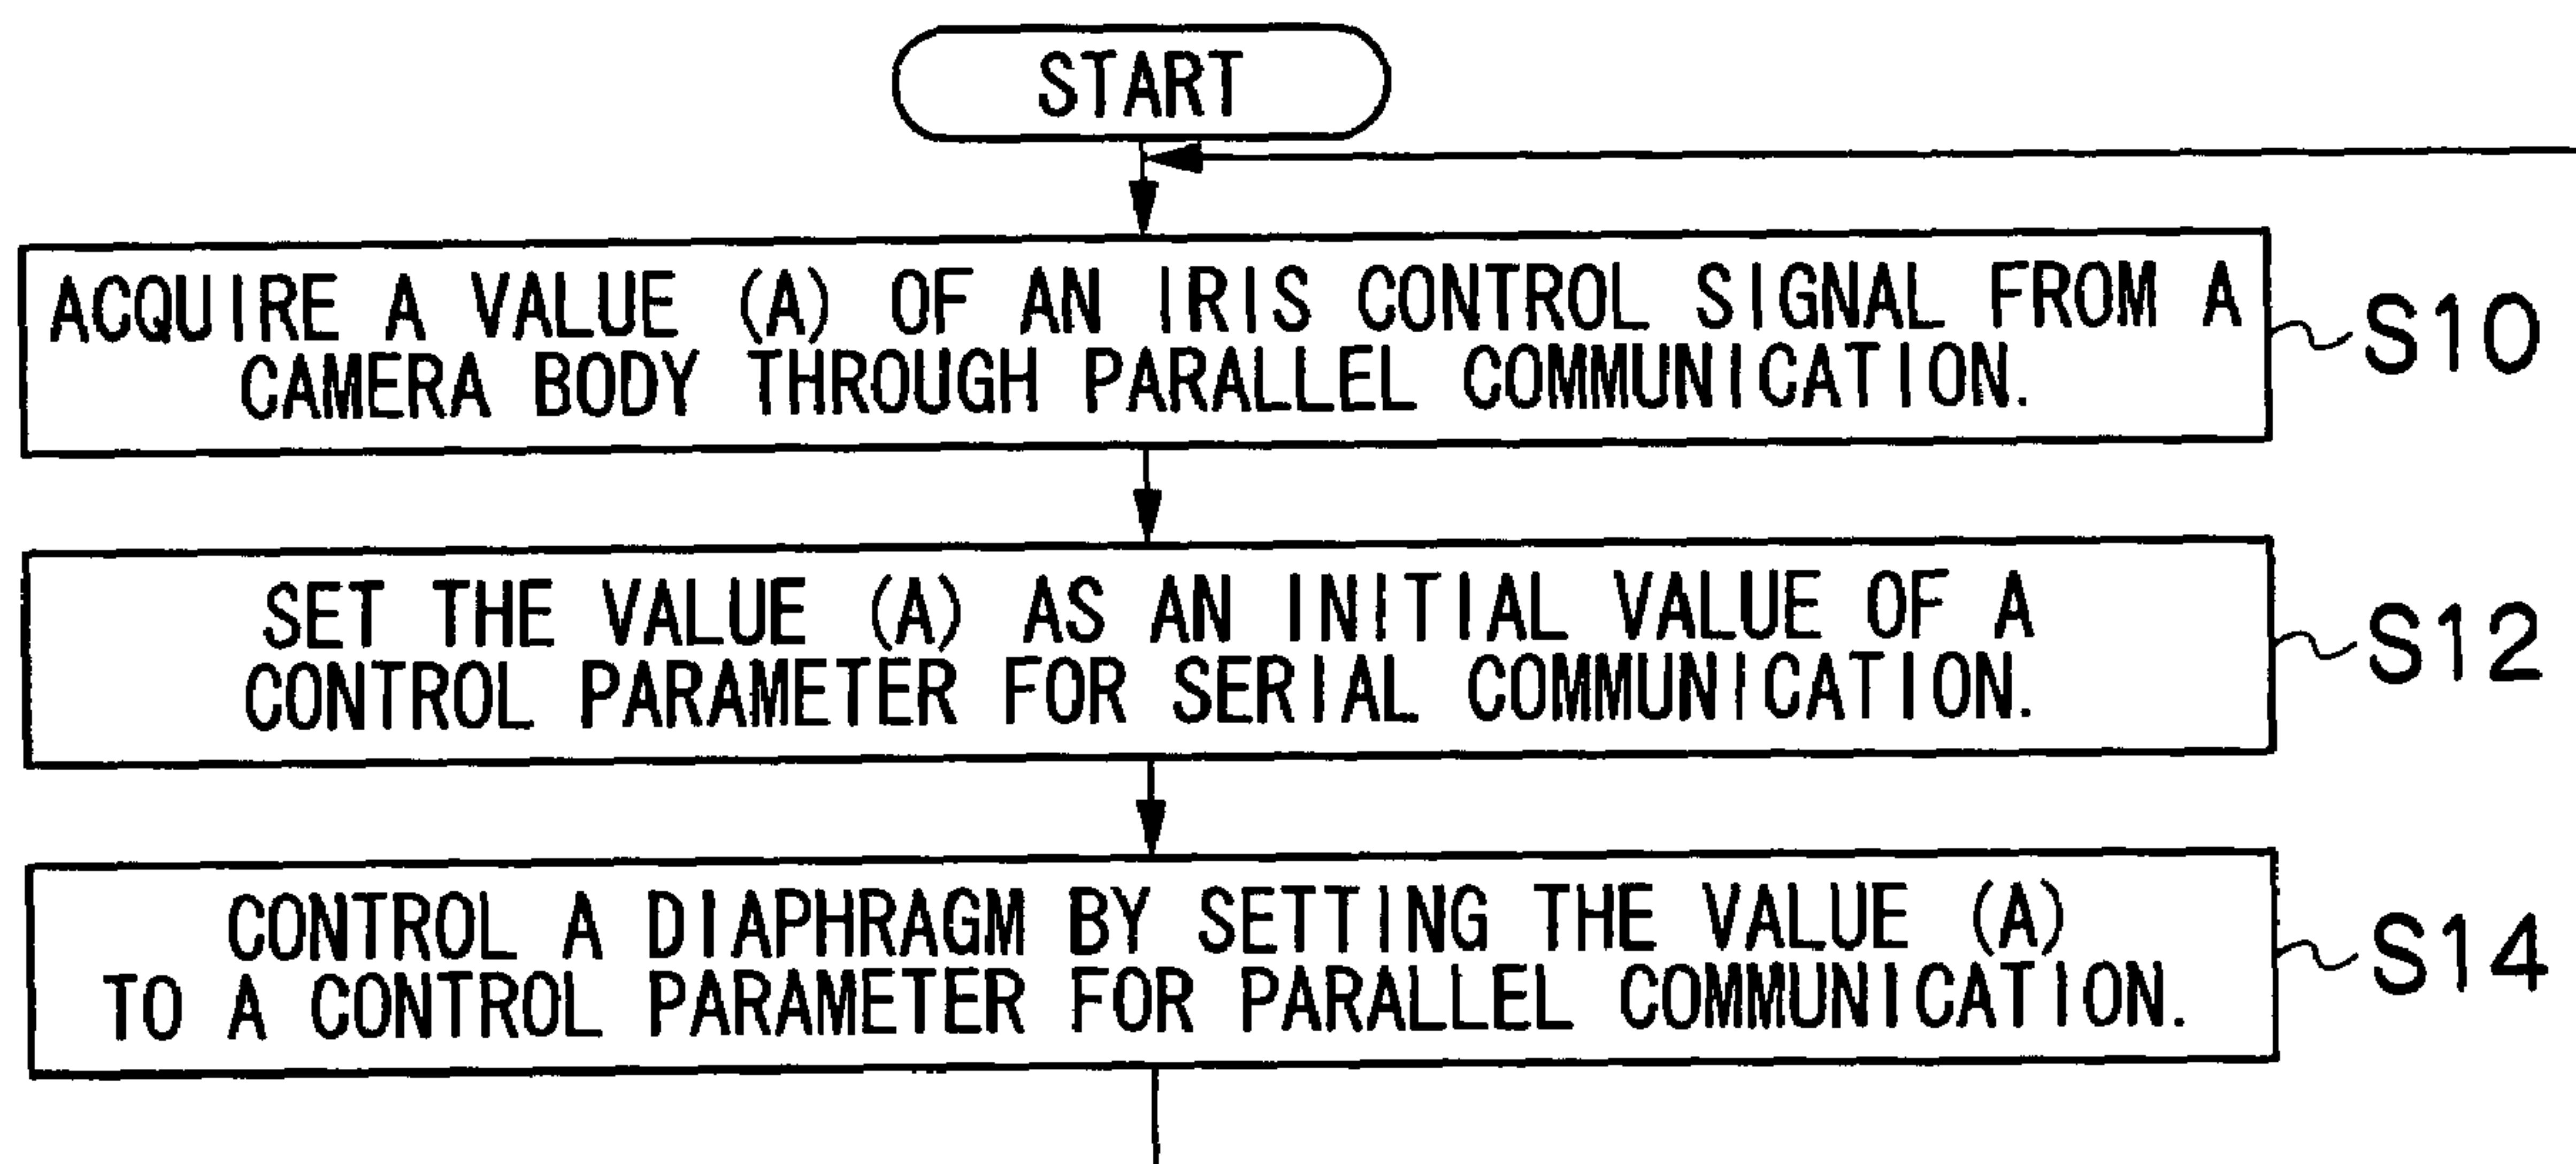 START
ACQUIRE A VALUE (A) OF AN IRIS CONTROL SIGNAL FROM A
CAMERA BODY THROUGH PARALLEL COMMUNICATION.
S10
SET THE VALUE (A) AS AN INITIAL VALUE OF A
CONTROL PARAMETER FOR SERIAL COMMUNICATION.
S12
CONTROL A DIAPHRAGM BY SETTING THE VALUE (A)
TO A CONTROL PARAMETER FOR PARALLEL COMMUNICATION.
S14